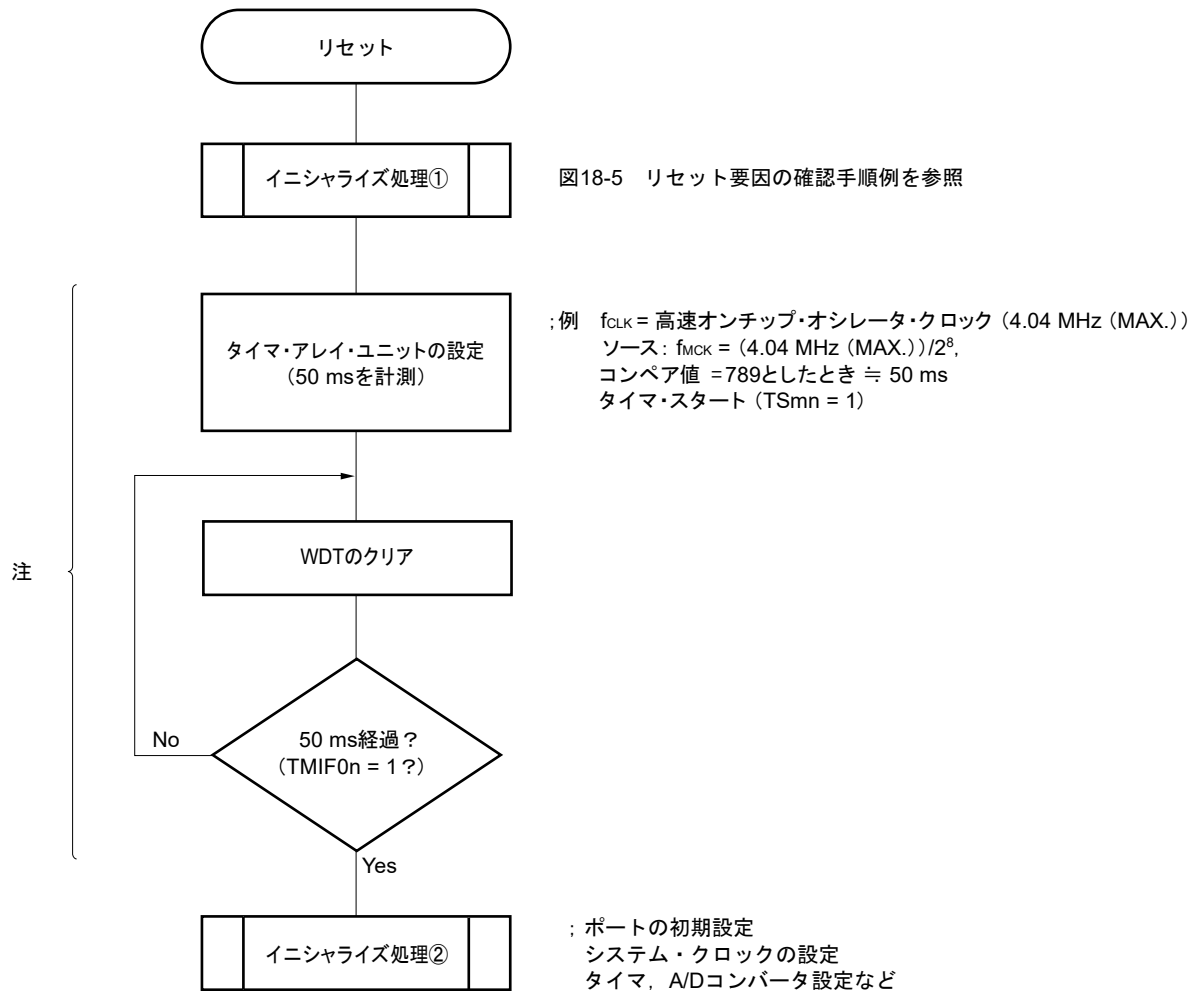 リセット
イニシャライズ処理①
図18-5 リセット要因の確認手順例を参照
タイマ・アレイ・ユニットの設定
（50 msを計測）
;例 fCLK = 高速オンチップ・オシレータ・クロック（4.04 MHz（MAX.））
ソース： fMCK = （4.04 MHz（MAX.））/2⁸,
コンペア値 =789としたとき ≒ 50 ms
タイマ・スタート（TSmn = 1）
WDTのクリア
注
No
50 ms経過？
（TMIF0n = 1？）
Yes
イニシャライズ処理②
; ポートの初期設定
システム・クロックの設定
タイマ，A/Dコンバータ設定など